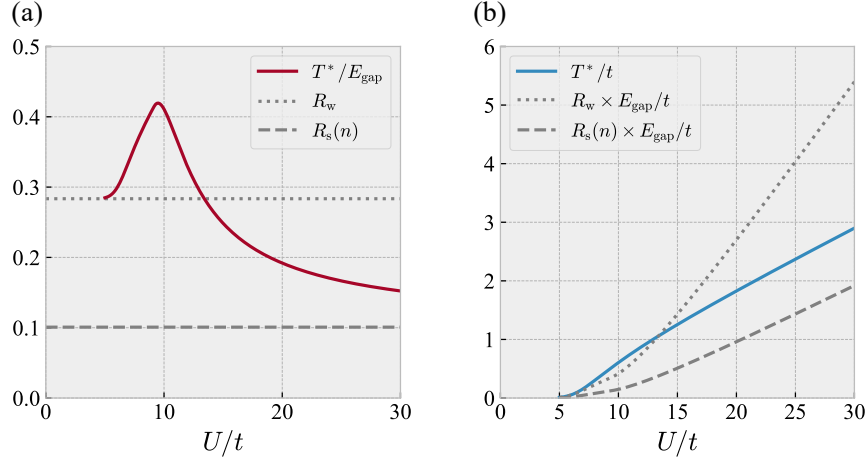 (a)
0.5
0.4
0.3
0.2
0.1
0.0
0 10 20 30
U/t
T*/E_gap
R_w
R_s(n)
(b)
6
5
4
3
2
1
0
0 5 10 15 20 25 30
U/t
T*/t
R_w × E_gap/t
R_s(n) × E_gap/t